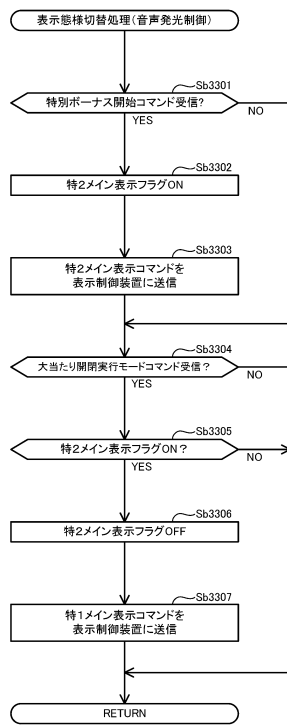 表示態様切替処理(音声発光制御)
Sb3301
特別ボーナス開始コマンド受信?
NO
YES
Sb3302
特2メイン表示フラグON
Sb3303
特2メイン表示コマンドを
表示制御装置に送信
Sb3304
大当たり開閉実行モードコマンド受信?
NO
YES
Sb3305
特2メイン表示フラグON?
NO
YES
Sb3306
特2メイン表示フラグOFF
Sb3307
特1メイン表示コマンドを
表示制御装置に送信
RETURN